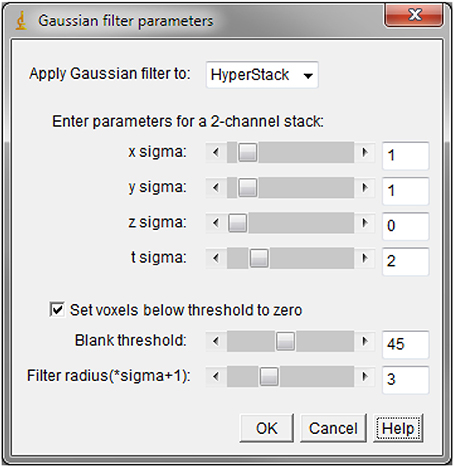 Gaussian filter parameters
Apply Gaussian filter to: HyperStack
Enter parameters for a 2-channel stack:
x sigma: 1
y sigma: 1
z sigma: 0
t sigma: 2
Set voxels below threshold to zero
Blank threshold: 45
Filter radius(*sigma+1): 3
OK Cancel Help